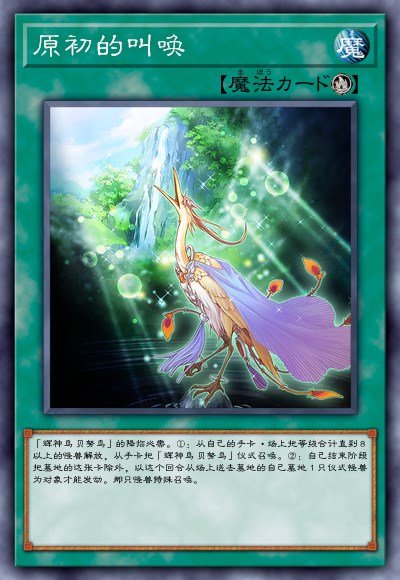 原初的叫唤
魔
【魔法カード】
まほう
「辉神鸟 贝努鸟」的降临必需。①：从自己的手卡・场上把等级合计直到8
以上的怪兽解放，从手卡把「辉神鸟 贝努鸟」仪式召唤。②：自己结束阶段
把墓地的这张卡除外，以这个回合从场上送去墓地的自己墓地1只仪式怪兽
为对象才能发动。那只怪兽特殊召唤。